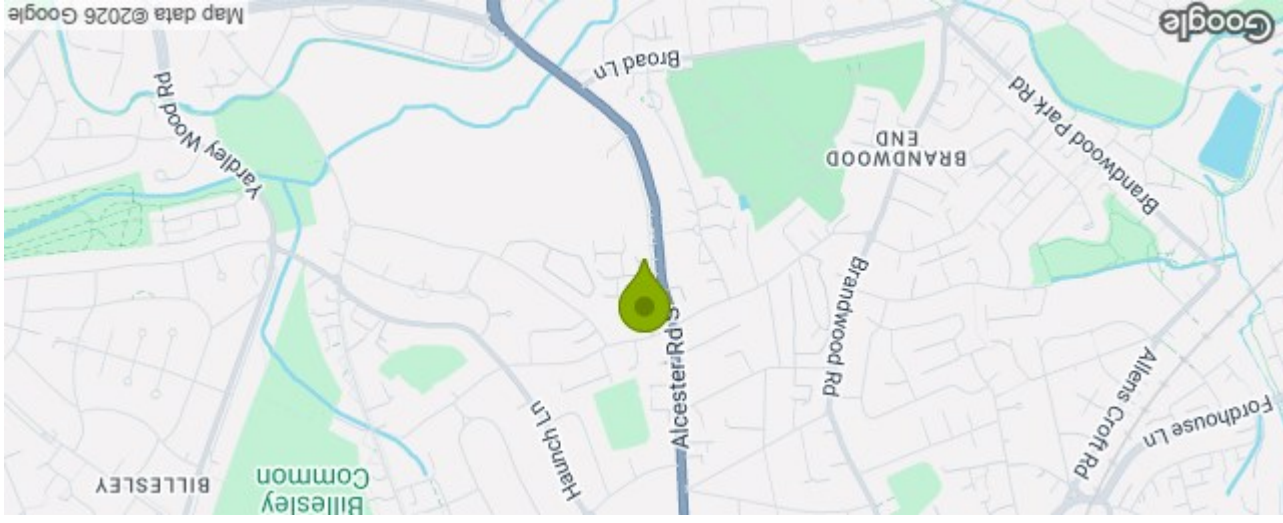 Billesley
Common
BILLESLEY
Haunch Ln
Alcester Rd S
Allens Croft Rd
Fordhouse Ln
Brandwood Rd
Yardley Wood Rd
BRANDWOOD
END
Brandwood Park Rd
Broad Ln
Google
Map data ©2026 Google